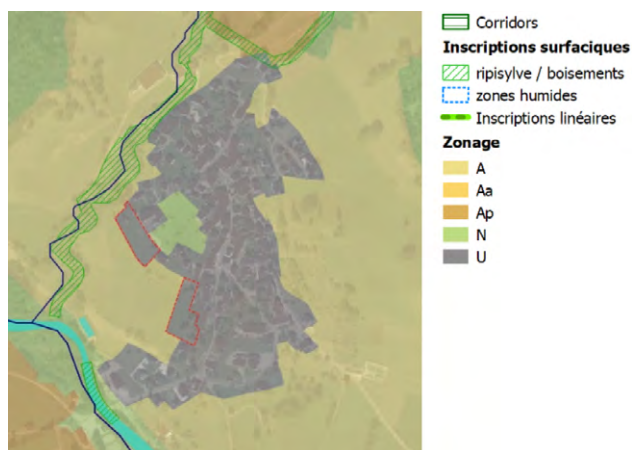 Corridors
Inscriptions surfaciques
ripisylve / boisements
zones humides
Inscriptions linéaires
Zonage
A
Aa
Ap
N
U